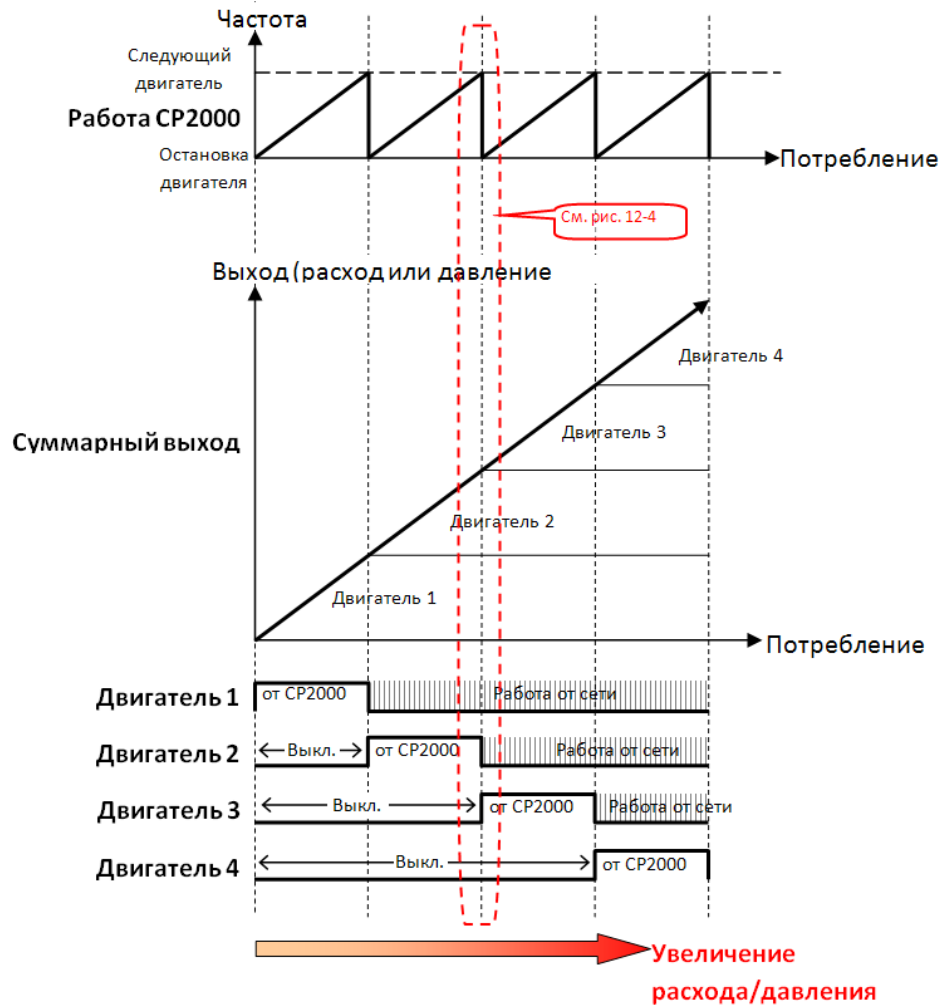 Частота
Следующий
двигатель
Работа CP2000
Остановка
двигателя
Потребление
См. рис. 12-4
Выход (расход или давление
Двигатель 4
Двигатель 3
Суммарный выход
Двигатель 2
Двигатель 1
Потребление
Двигатель 1
от CP2000
Работа от сети
Двигатель 2
Выкл.
от CP2000
Работа от сети
Двигатель 3
Выкл.
от CP2000
Работа от сети
Двигатель 4
Выкл.
от CP2000
Увеличение
расхода/давления